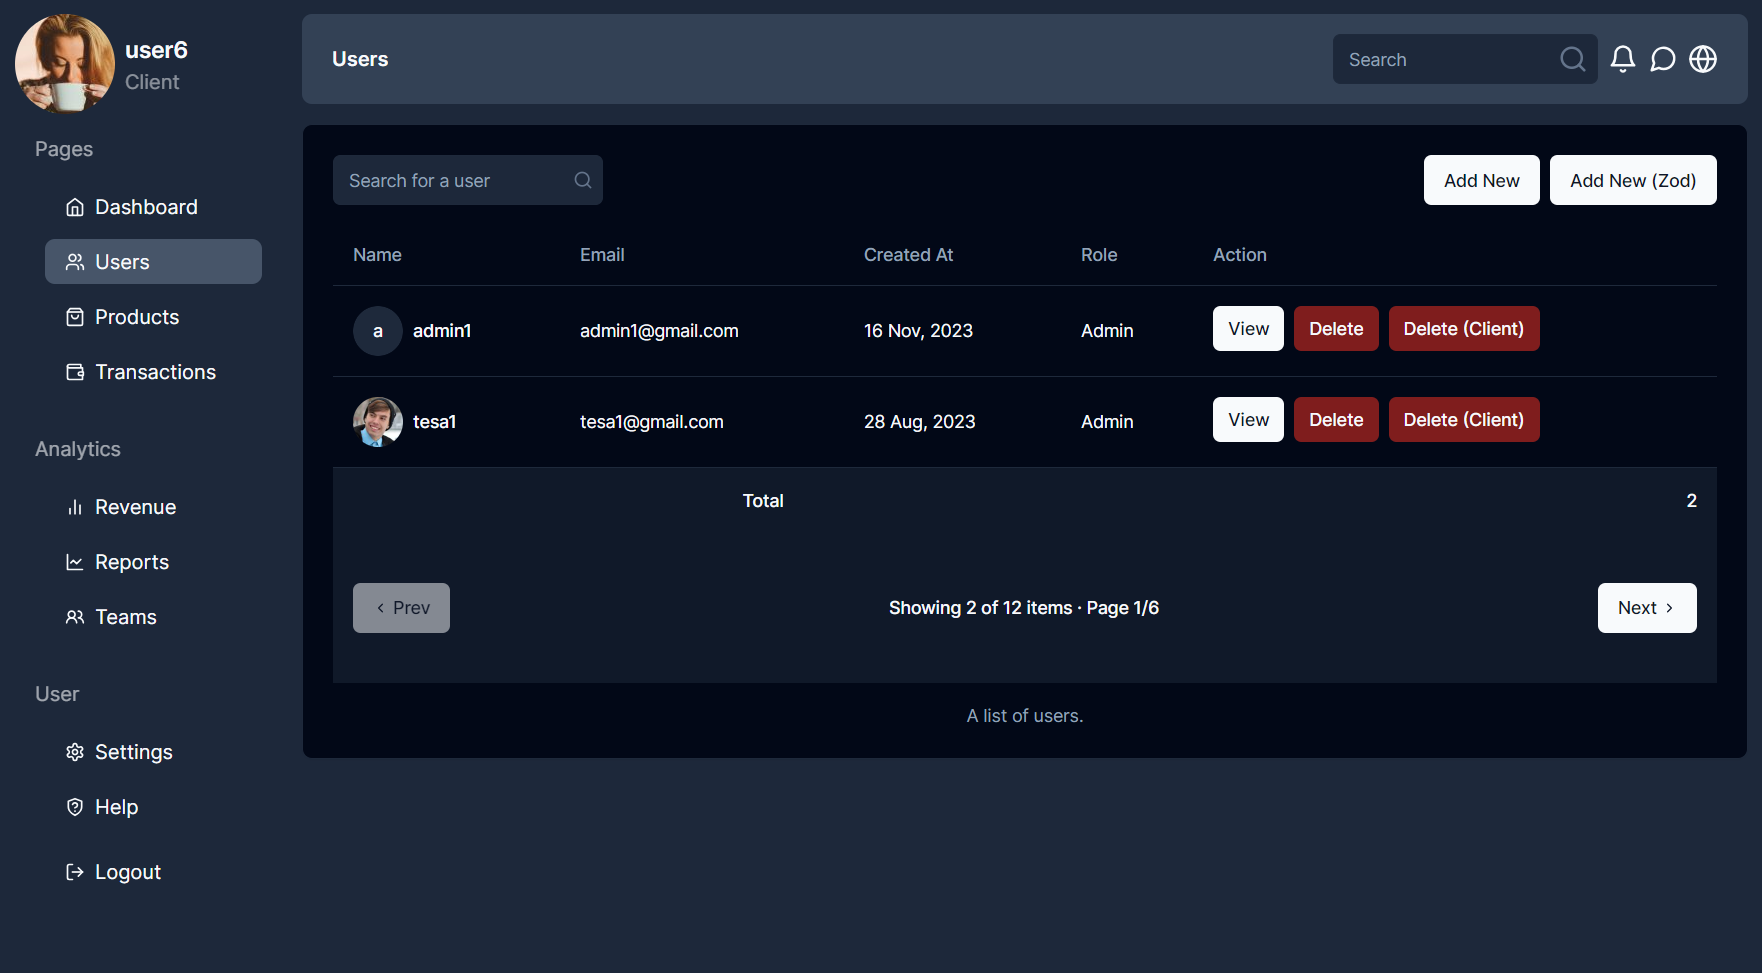 user6
Client
Pages
Dashboard
Users
Products
Transactions
Analytics
Revenue
Reports
Teams
User
Settings
Help
Logout
Users
Search
Search for a user
Add New
Add New (Zod)
Name Email Created At Role Action
a admin1 admin1@gmail.com 16 Nov, 2023 Admin View Delete Delete (Client)
tesa1 tesa1@gmail.com 28 Aug, 2023 Admin View Delete Delete (Client)
Total 2
‹ Prev Showing 2 of 12 items · Page 1/6 Next ›
A list of users.